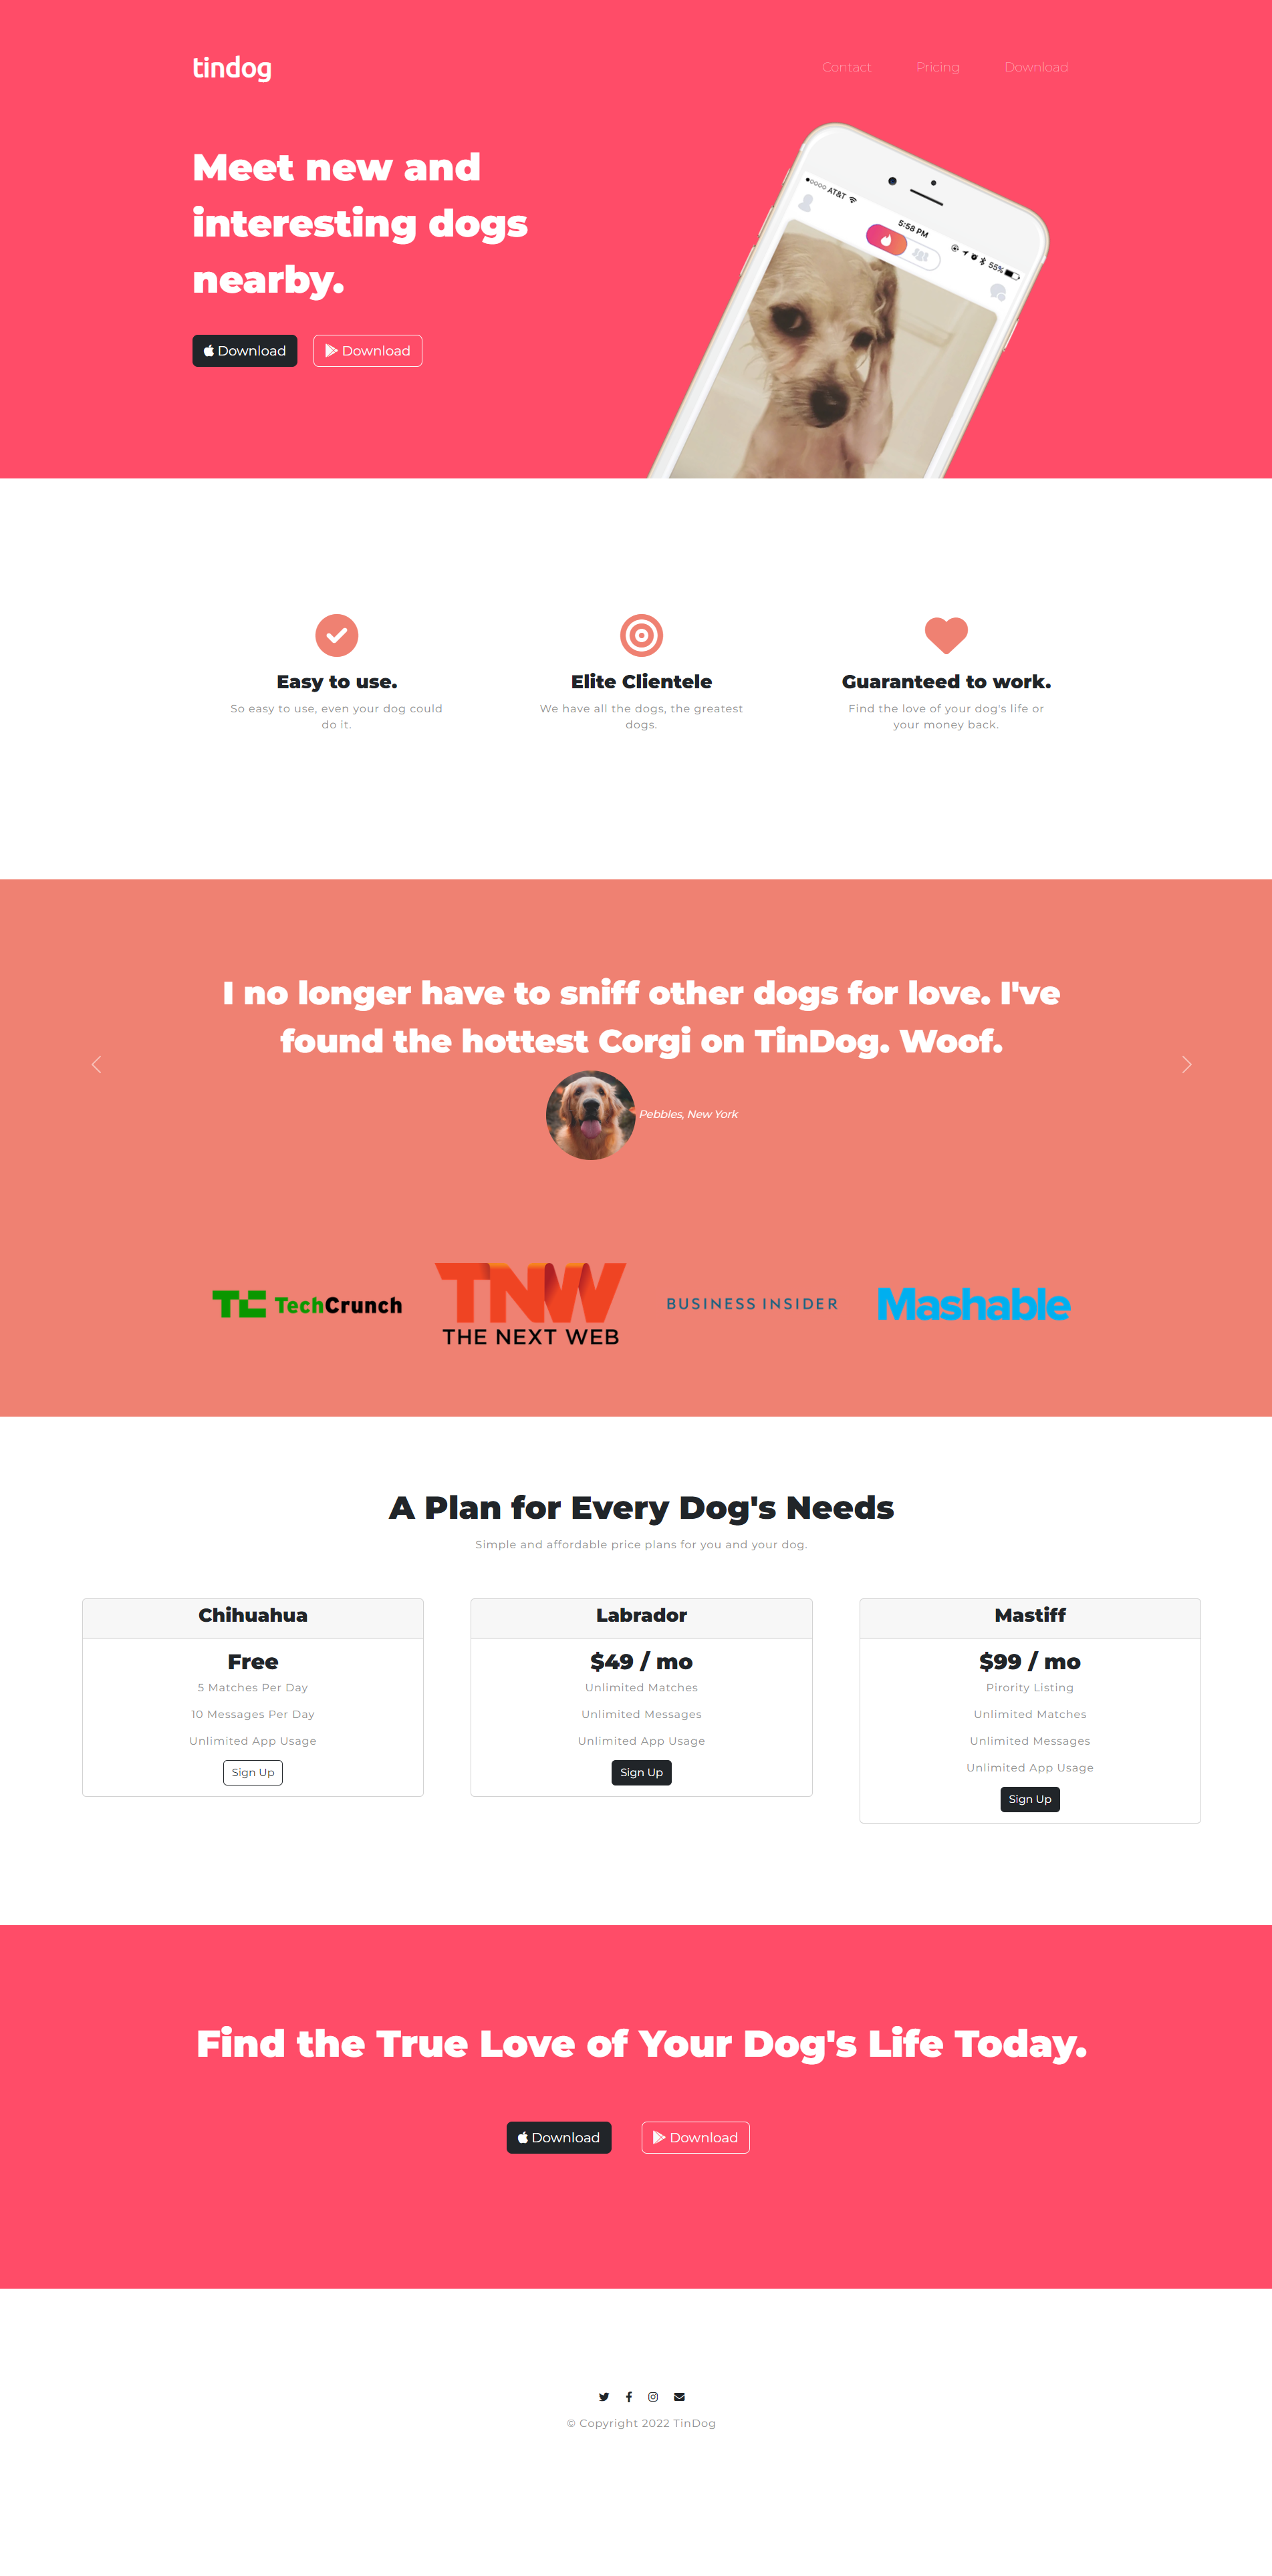 tindog
Contact Pricing Download
Meet new and
interesting dogs
nearby.
Download Download
●○○○○ AT&T 5:58 PM 55%
Easy to use.
So easy to use, even your dog could
do it.
Elite Clientele
We have all the dogs, the greatest
dogs.
Guaranteed to work.
Find the love of your dog's life or
your money back.
I no longer have to sniff other dogs for love. I've
found the hottest Corgi on TinDog. Woof.
Pebbles, New York
TC TechCrunch
TNW
THE NEXT WEB
BUSINESS INSIDER
Mashable
A Plan for Every Dog's Needs
Simple and affordable price plans for you and your dog.
Chihuahua
Free
5 Matches Per Day
10 Messages Per Day
Unlimited App Usage
Sign Up
Labrador
$49 / mo
Unlimited Matches
Unlimited Messages
Unlimited App Usage
Sign Up
Mastiff
$99 / mo
Pirority Listing
Unlimited Matches
Unlimited Messages
Unlimited App Usage
Sign Up
Find the True Love of Your Dog's Life Today.
Download Download
© Copyright 2022 TinDog